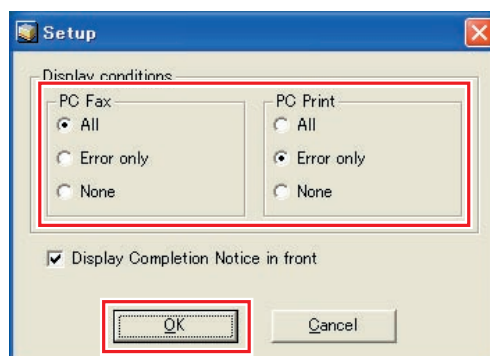 Setup
Display conditions
PC Fax
All
Error only
None
PC Print
All
Error only
None
Display Completion Notice in front
OK
Cancel